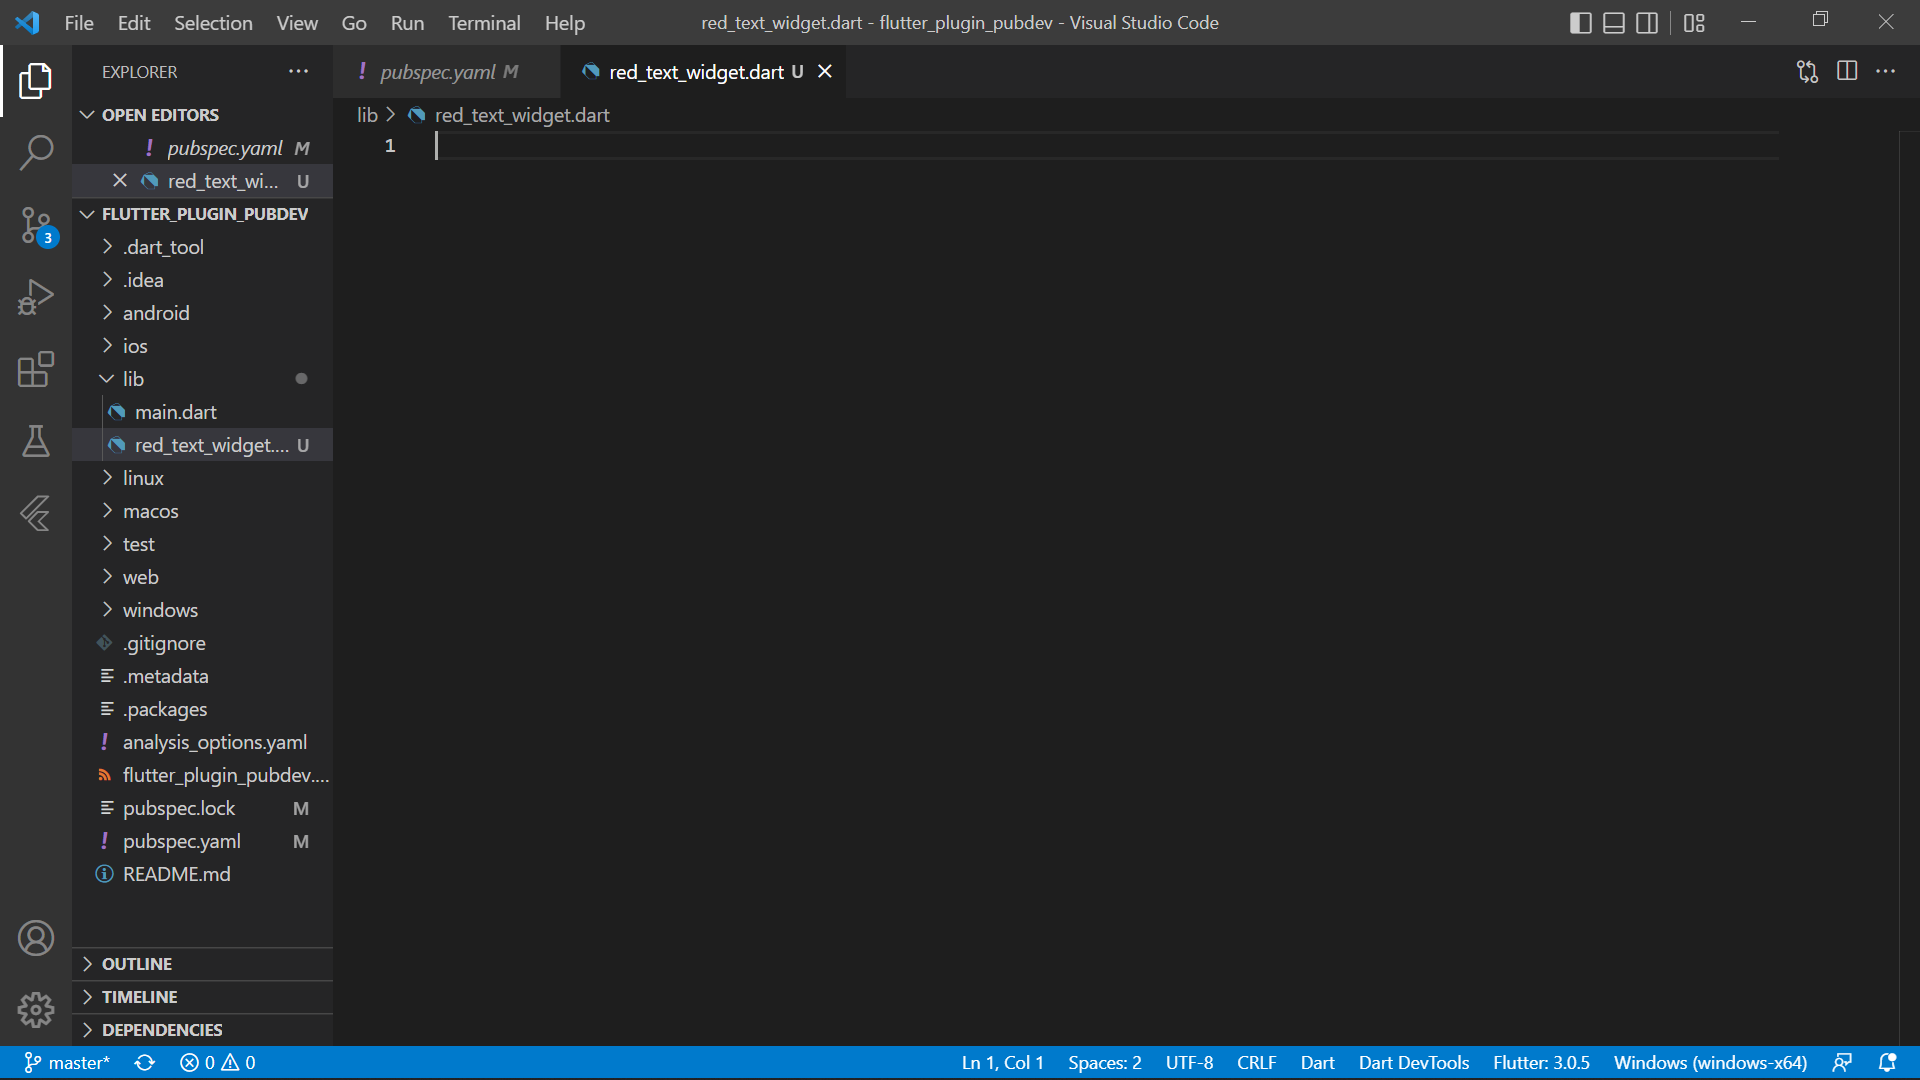 File Edit Selection View Go Run Terminal Help red_text_widget.dart - flutter_plugin_pubdev - Visual Studio Code
EXPLORER
! pubspec.yaml M red_text_widget.dart U
OPEN EDITORS
! pubspec.yaml M
red_text_wi... U
lib > red_text_widget.dart
1
FLUTTER_PLUGIN_PUBDEV
.dart_tool
.idea
android
ios
lib
main.dart
red_text_widget.... U
linux
macos
test
web
windows
.gitignore
.metadata
.packages
! analysis_options.yaml
flutter_plugin_pubdev....
pubspec.lock M
! pubspec.yaml M
README.md
3
OUTLINE
TIMELINE
DEPENDENCIES
master* 0 0 Ln 1, Col 1 Spaces: 2 UTF-8 CRLF Dart Dart DevTools Flutter: 3.0.5 Windows (windows-x64)